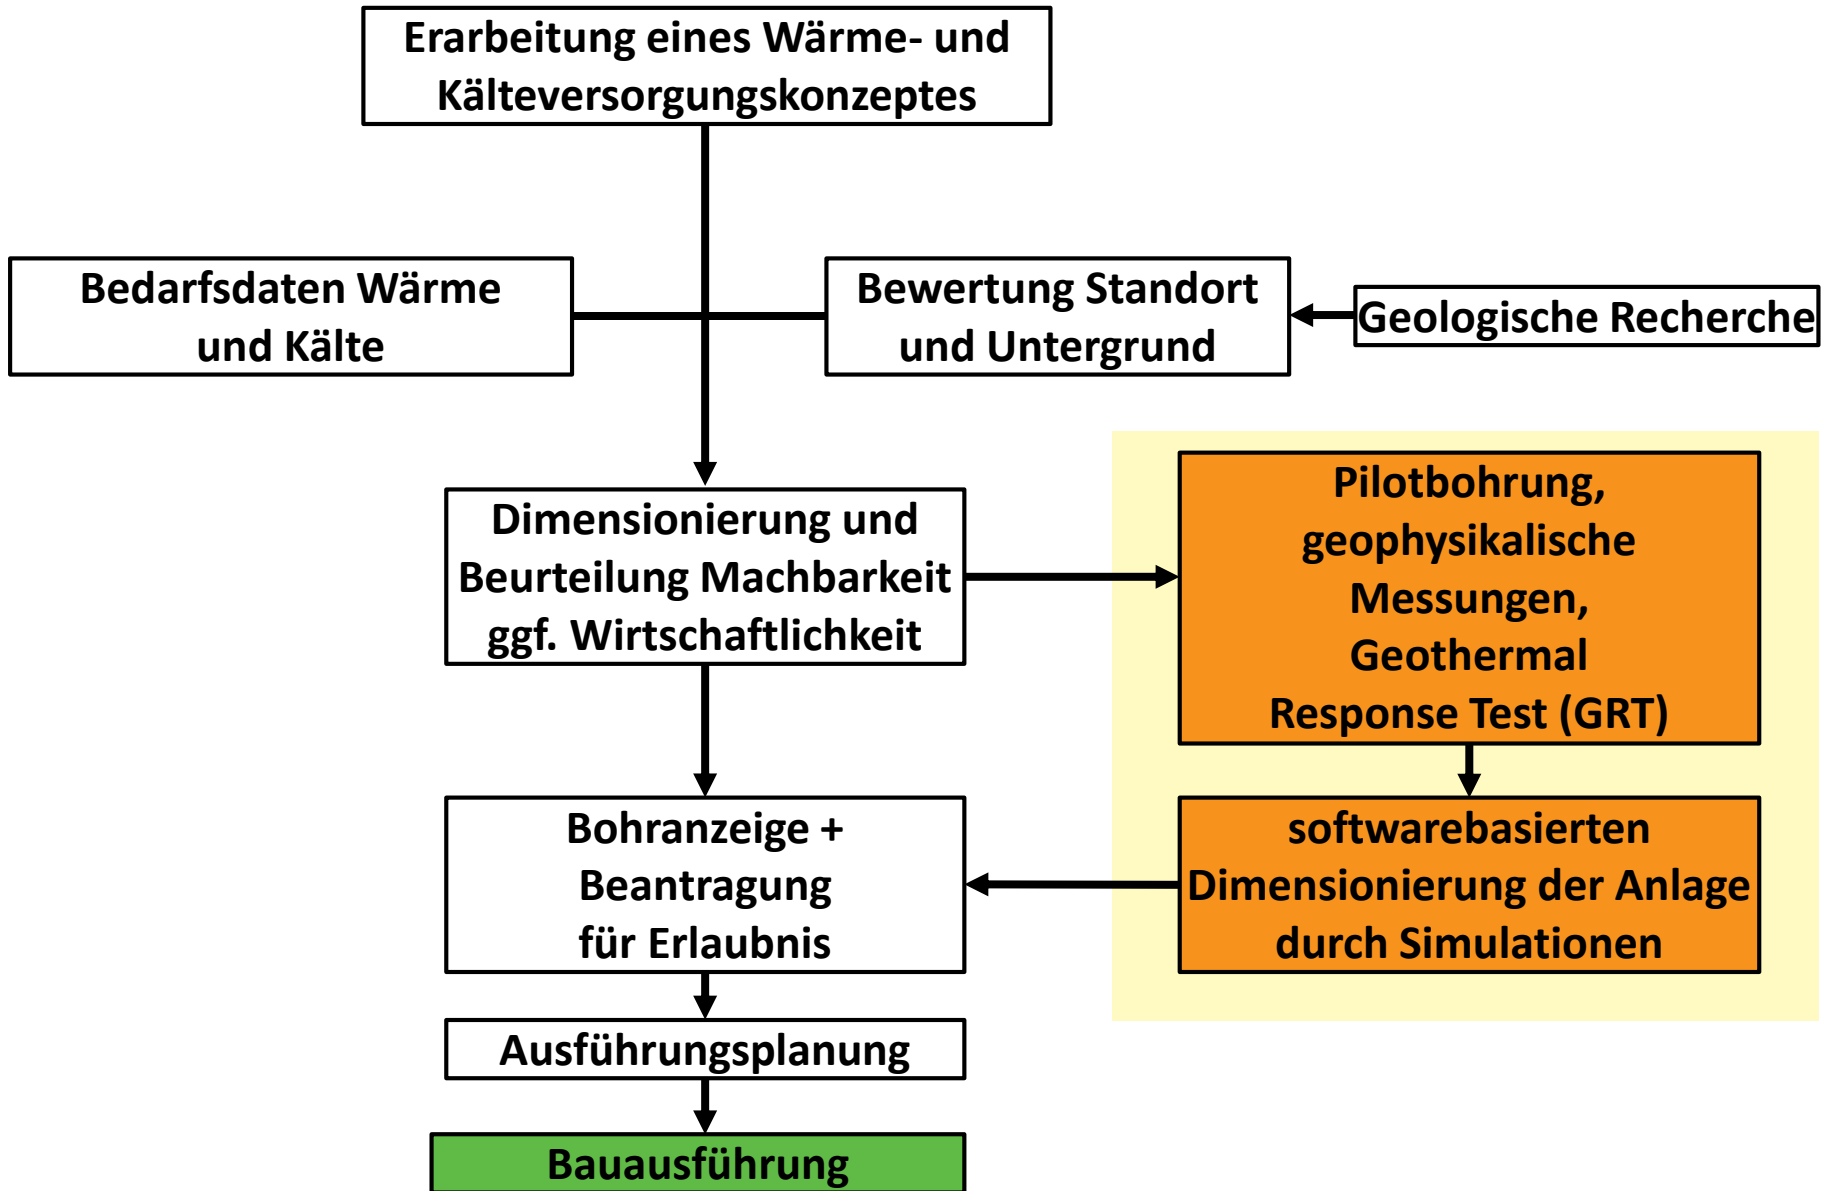 Erarbeitung eines Wärme- und
Kälteversorgungskonzeptes
Bedarfsdaten Wärme
und Kälte
Bewertung Standort
und Untergrund
Geologische Recherche
Dimensionierung und
Beurteilung Machbarkeit
ggf. Wirtschaftlichkeit
Pilotbohrung,
geophysikalische
Messungen,
Geothermal
Response Test (GRT)
Bohranzeige +
Beantragung
für Erlaubnis
softwarebasierten
Dimensionierung der Anlage
durch Simulationen
Ausführungsplanung
Bauausführung